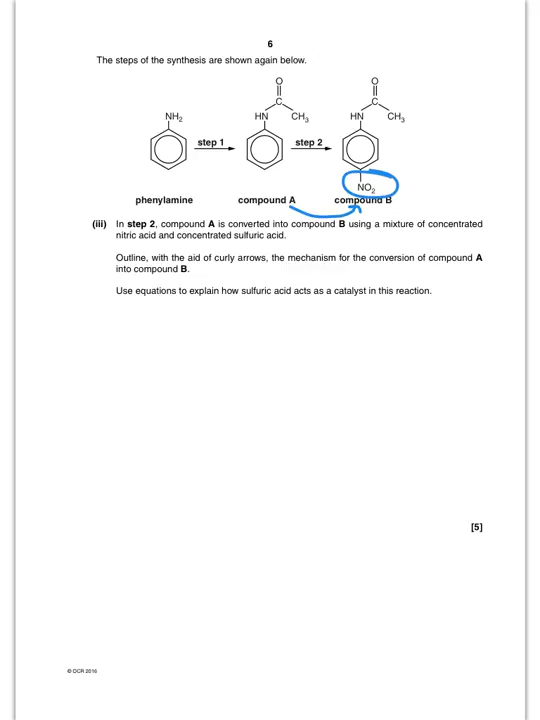 6
The steps of the synthesis are shown again below.
O O
C C
NH2 HN CH3 HN CH3
step 1 step 2
NO2
phenylamine compound A compound B
(iii) In step 2, compound A is converted into compound B using a mixture of concentrated
nitric acid and concentrated sulfuric acid.
Outline, with the aid of curly arrows, the mechanism for the conversion of compound A
into compound B.
Use equations to explain how sulfuric acid acts as a catalyst in this reaction.
[5]
© OCR 2016